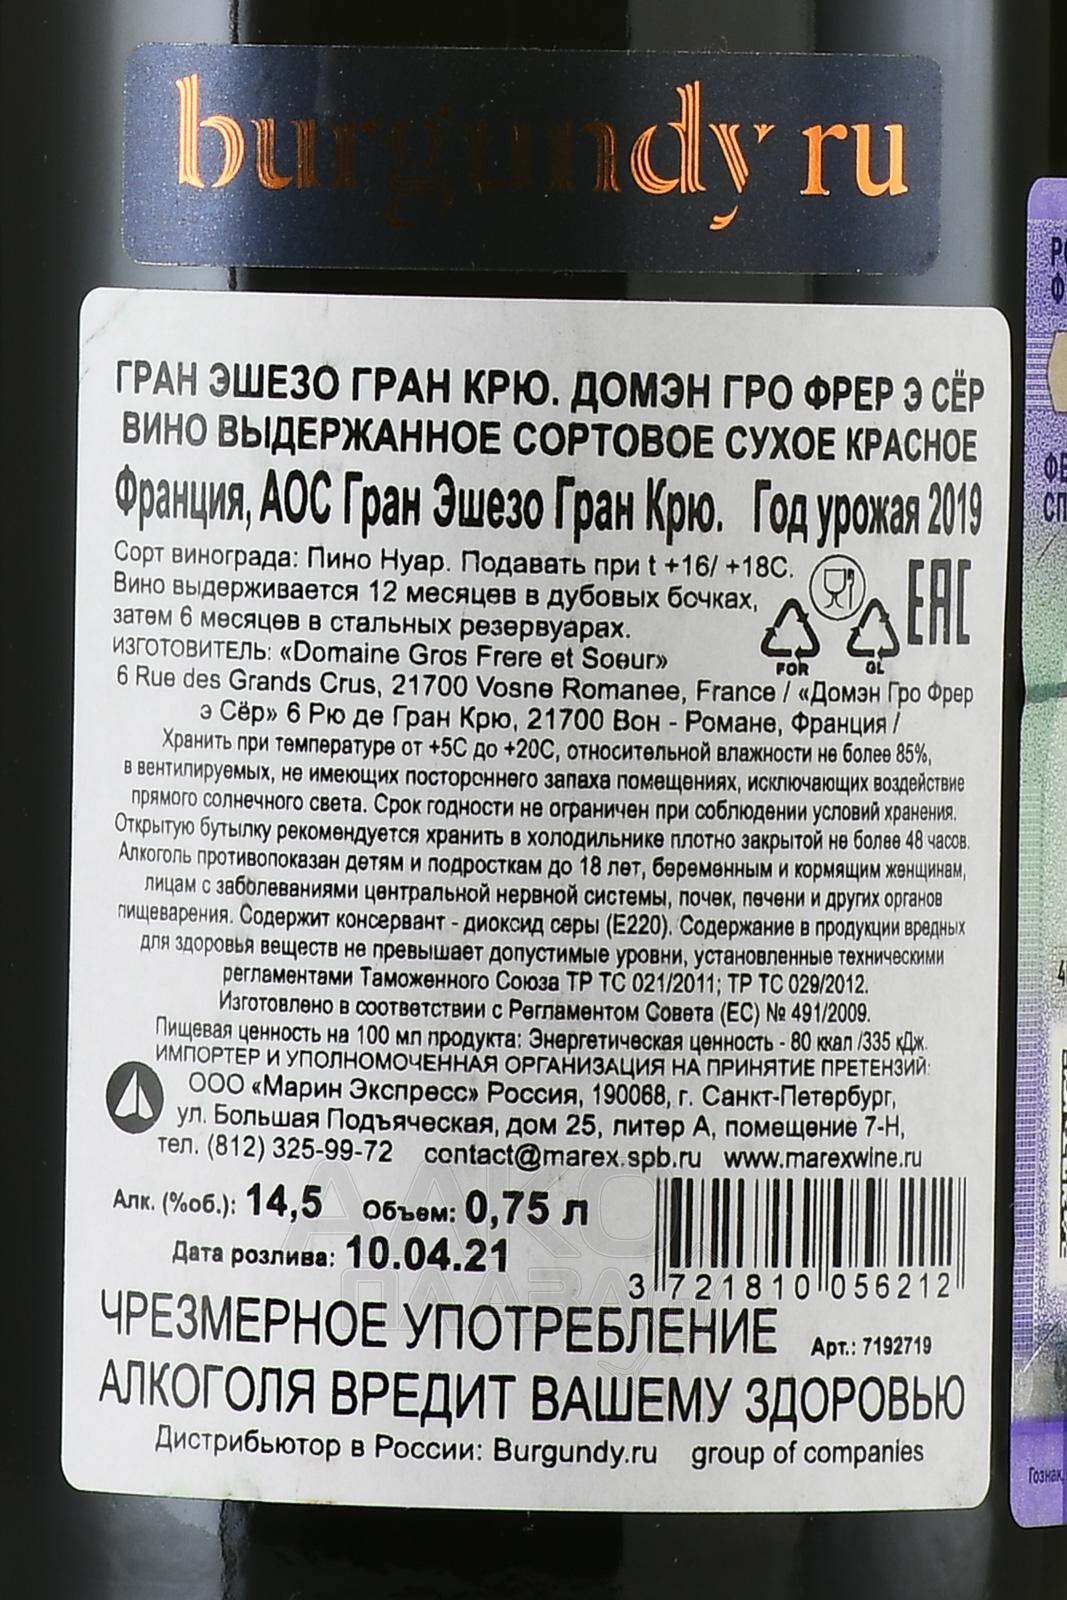 burgundy ru
ГРАН ЭШЕЗО ГРАН КРЮ. ДОМЭН ГРО ФРЕР Э СЁР
ВИНО ВЫДЕРЖАННОЕ СОРТОВОЕ СУХОЕ КРАСНОЕ
Франция, АОС Гран Эшезо Гран Крю. Год урожая 2019
Сорт винограда: Пино Нуар. Подавать при t +16/ +18С.
Вино выдерживается 12 месяцев в дубовых бочках,
затем 6 месяцев в стальных резервуарах.
EAC
FOR GL
ИЗГОТОВИТЕЛЬ: «Domaine Gros Frere et Soeur»
6 Rue des Grands Crus, 21700 Vosne Romanee, France / «Домэн Гро Фрер
э Сёр» 6 Рю де Гран Крю, 21700 Вон - Романе, Франция /
Хранить при температуре от +5С до +20С, относительной влажности не более 85%,
в вентилируемых, не имеющих постороннего запаха помещениях, исключающих воздействие
прямого солнечного света. Срок годности не ограничен при соблюдении условий хранения.
Открытую бутылку рекомендуется хранить в холодильнике плотно закрытой не более 48 часов.
Алкоголь противопоказан детям и подросткам до 18 лет, беременным и кормящим женщинам,
лицам с заболеваниями центральной нервной системы, почек, печени и других органов
пищеварения. Содержит консервант - диоксид серы (Е220). Содержание в продукции вредных
для здоровья веществ не превышает допустимые уровни, установленные техническими
регламентами Таможенного Союза ТР ТС 021/2011; ТР ТС 029/2012.
Изготовлено в соответствии с Регламентом Совета (ЕС) № 491/2009.
Пищевая ценность на 100 мл продукта: Энергетическая ценность - 80 ккал /335 кДж.
ИМПОРТЕР И УПОЛНОМОЧЕННАЯ ОРГАНИЗАЦИЯ НА ПРИНЯТИЕ ПРЕТЕНЗИЙ:
ООО «Марин Экспресс» Россия, 190068, г. Санкт-Петербург,
ул. Большая Подъяческая, дом 25, литер А, помещение 7-Н,
тел. (812) 325-99-72 contact@marex.spb.ru www.marexwine.ru
Алк. (%об.): 14,5 Объем: 0,75 л
Дата розлива: 10.04.21
3 721810 056212
ЧРЕЗМЕРНОЕ УПОТРЕБЛЕНИЕ
Арт.: 7192719
АЛКОГОЛЯ ВРЕДИТ ВАШЕМУ ЗДОРОВЬЮ
Дистрибьютор в России: Burgundy.ru group of companies
Гознак,